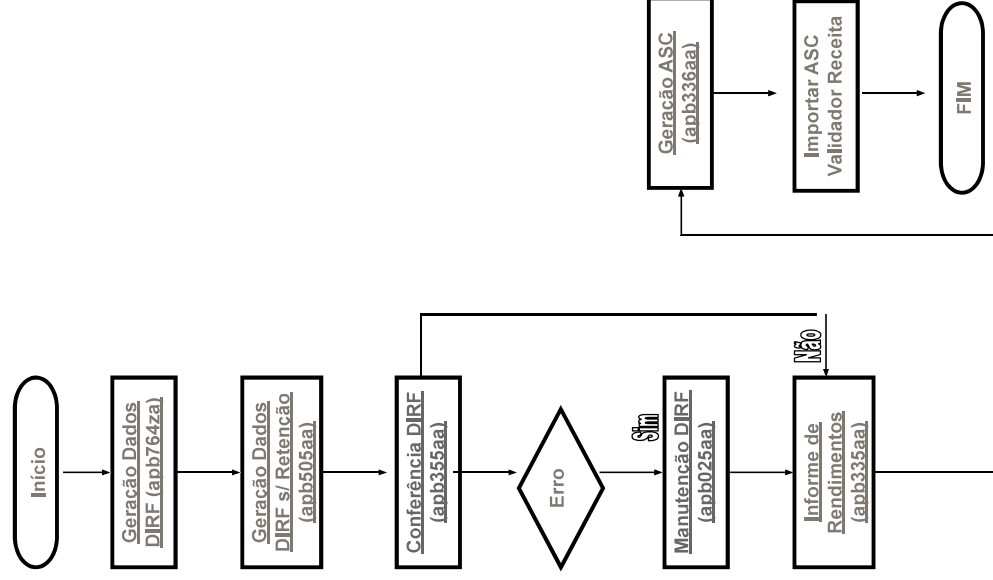 Início
Geração Dados
DIRF (apb764za)
Geração Dados
DIRF s/ Retenção
(apb505aa)
Conferência DIRF
(apb355aa)
Erro
Sim
Manutenção DIRF
(apb025aa)
Não
Informe de
Rendimentos
(apb335aa)
Geração ASC
(apb336aa)
Importar ASC
Validador Receita
FIM